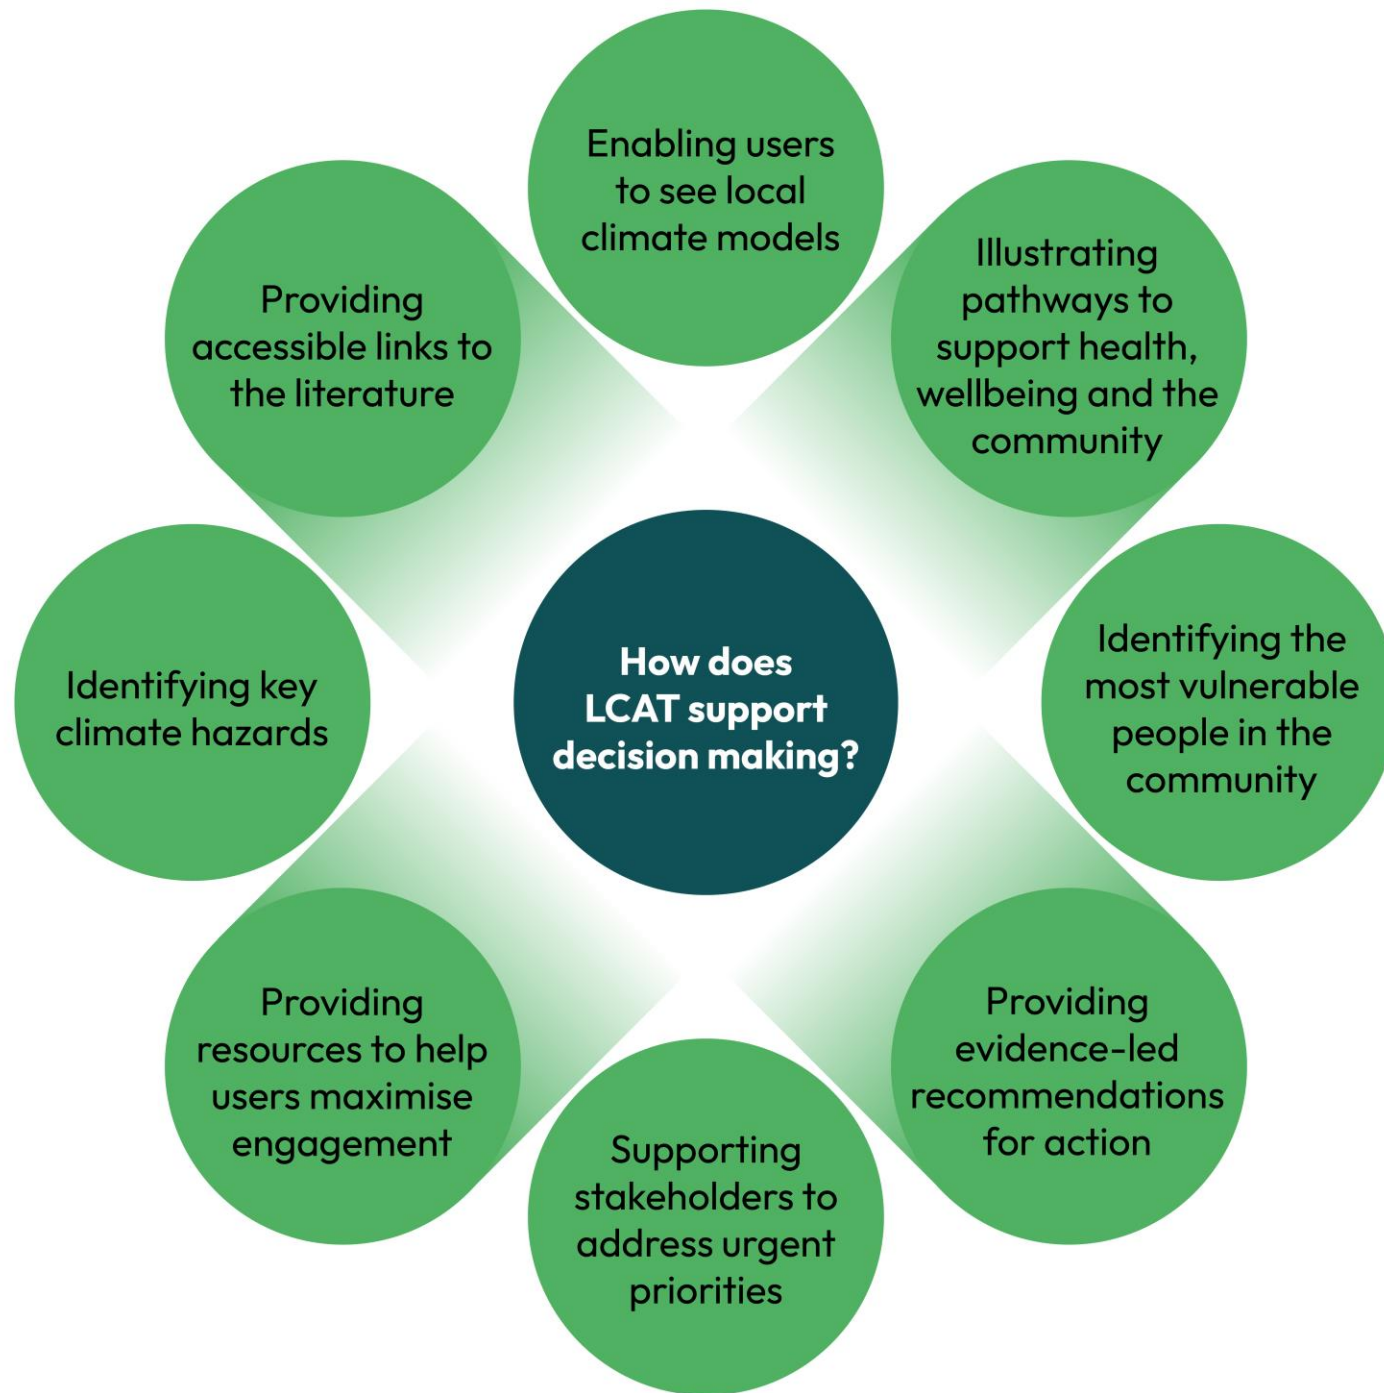 Enabling users
to see local
climate models
Illustrating
pathways to
support health,
wellbeing and the
community
Identifying the
most vulnerable
people in the
community
Providing
evidence-led
recommendations
for action
Supporting
stakeholders to
address urgent
priorities
Providing
resources to help
users maximise
engagement
Identifying key
climate hazards
Providing
accessible links to
the literature
How does
LCAT support
decision making?